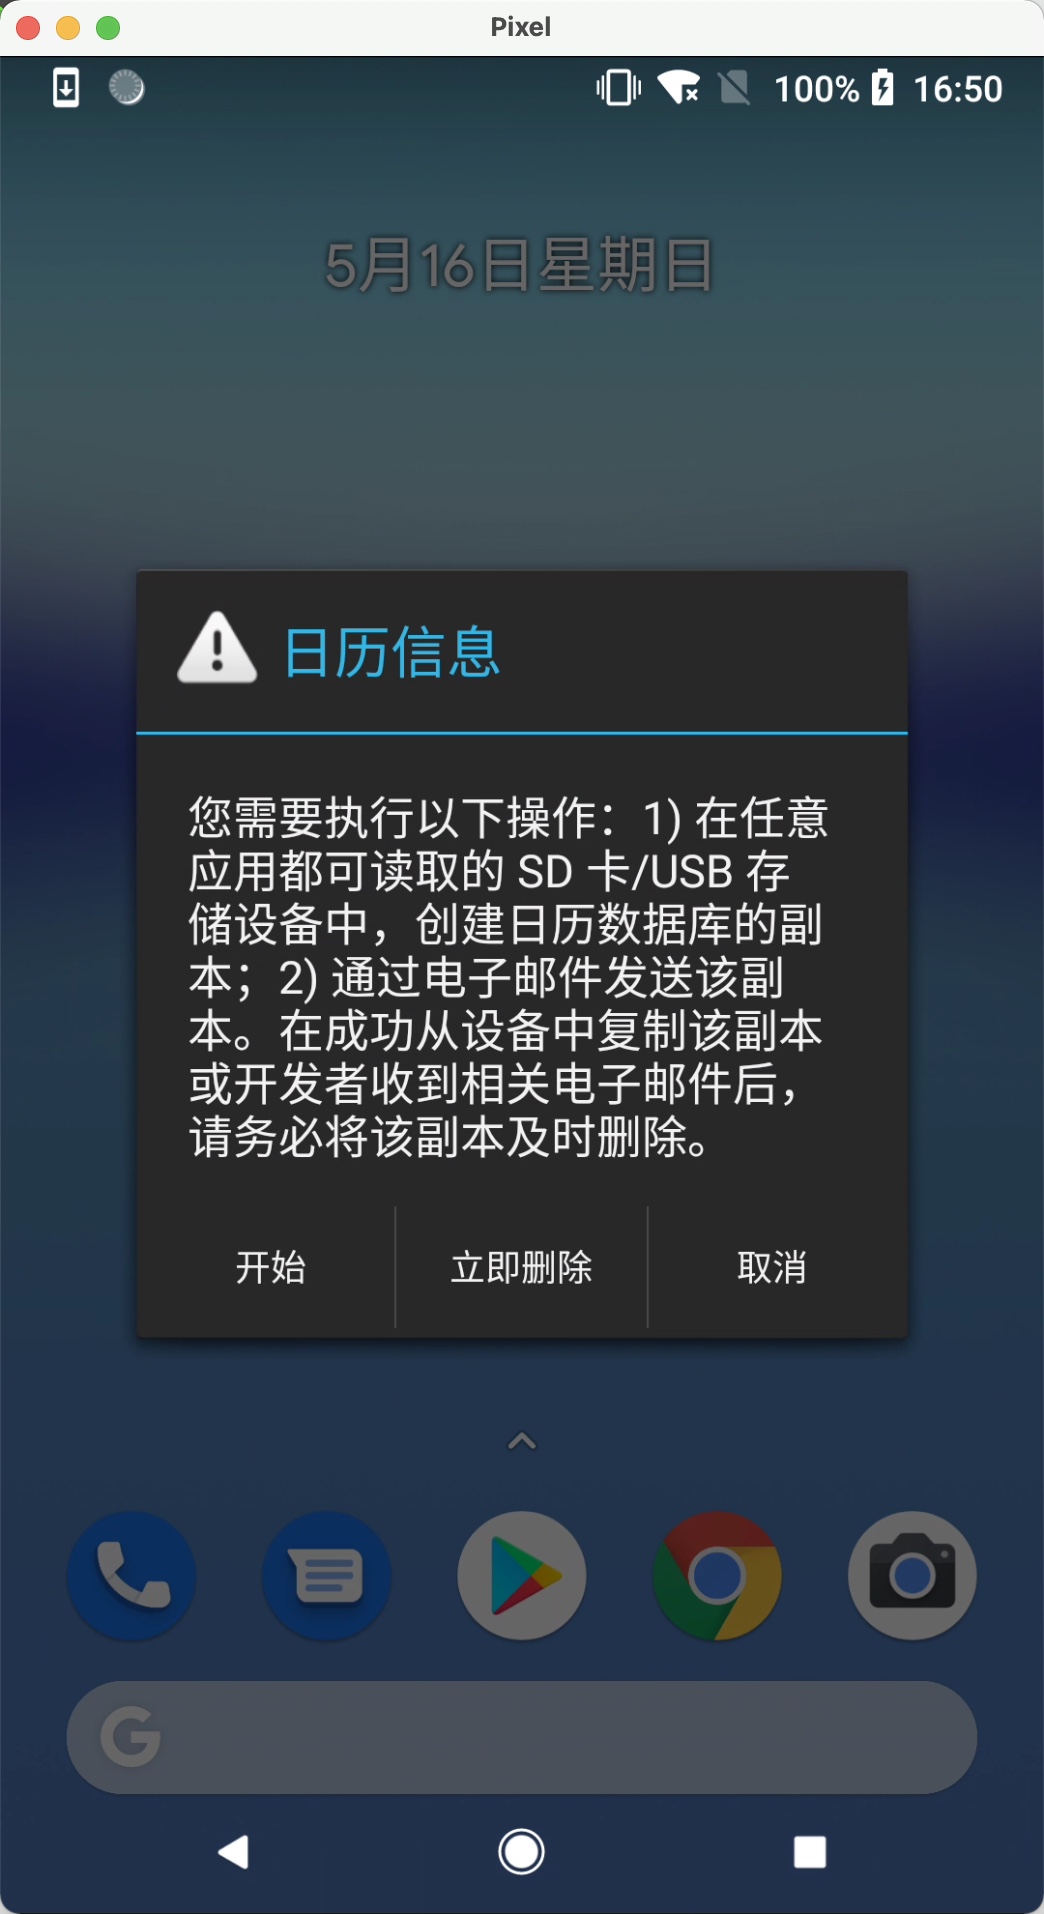 Pixel
100% 16:50
5月16日星期日
日历信息
您需要执行以下操作：1) 在任意
应用都可读取的 SD 卡/USB 存
储设备中，创建日历数据库的副
本；2) 通过电子邮件发送该副
本。在成功从设备中复制该副本
或开发者收到相关电子邮件后，
请务必将该副本及时删除。
开始 立即删除 取消
G